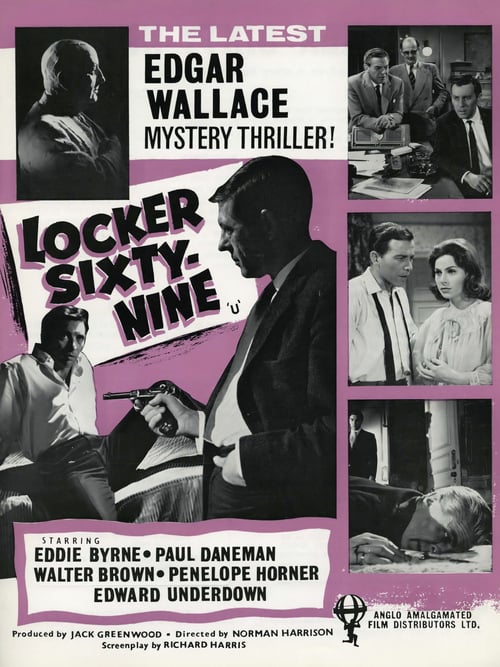 THE LATEST
EDGAR
WALLACE
MYSTERY THRILLER!
LOCKER
SIXTY-
NINE 'U'
STARRING
EDDIE BYRNE • PAUL DANEMAN
WALTER BROWN • PENELOPE HORNER
EDWARD UNDERDOWN
Produced by JACK GREENWOOD • Directed by NORMAN HARRISON
Screenplay by RICHARD HARRIS
ANGLO AMALGAMATED
FILM DISTRIBUTORS LTD.